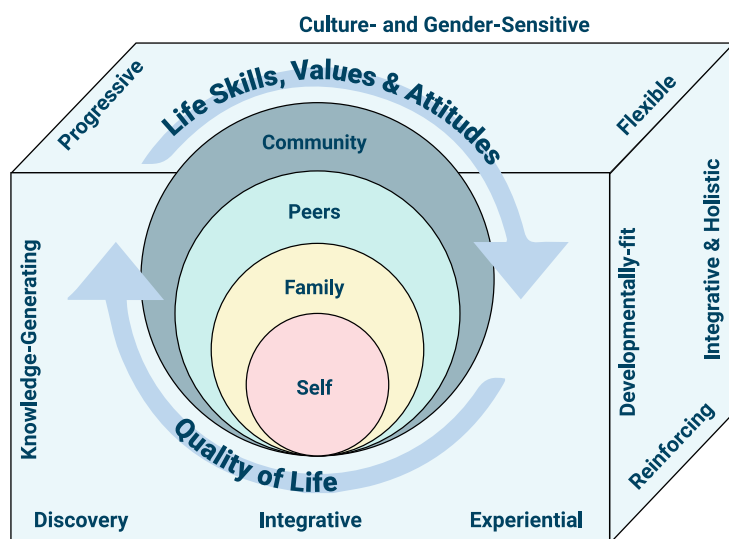 Culture- and Gender-Sensitive
Progressive
Life Skills, Values & Attitudes
Flexible
Community
Peers
Family
Self
Knowledge-Generating
Developmentally-fit
Integrative & Holistic
Quality of Life
Reinforcing
Discovery
Integrative
Experiential